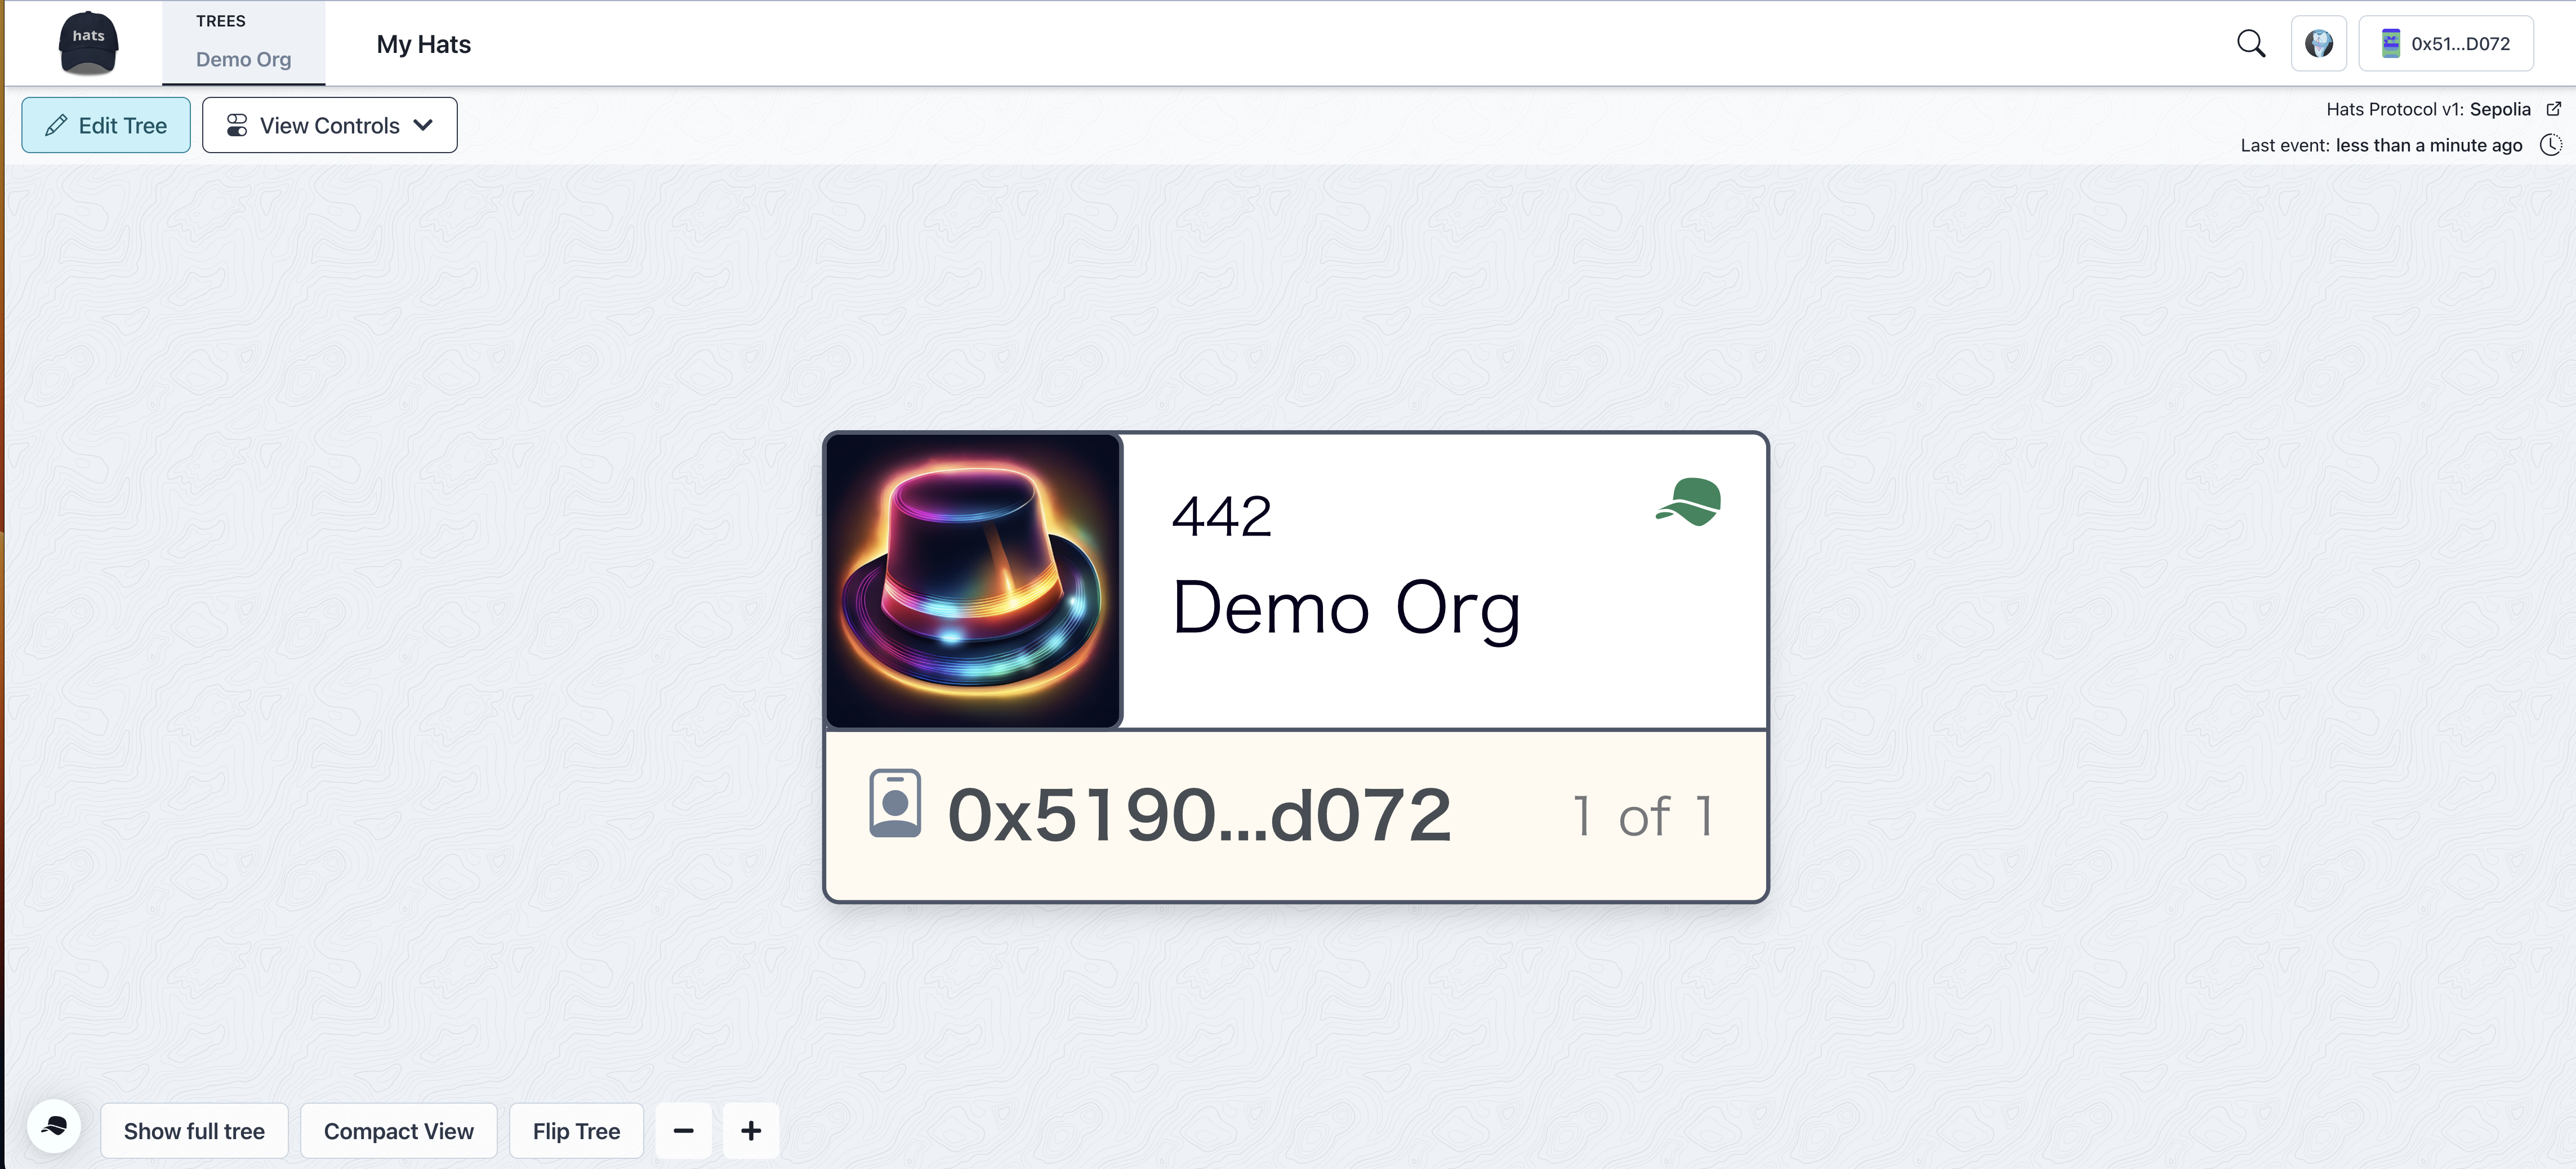 hats
TREES
Demo Org
My Hats
0x51...D072
Edit Tree
View Controls
Hats Protocol v1: Sepolia
Last event: less than a minute ago
442
Demo Org
0x5190...d072
1 of 1
Show full tree
Compact View
Flip Tree